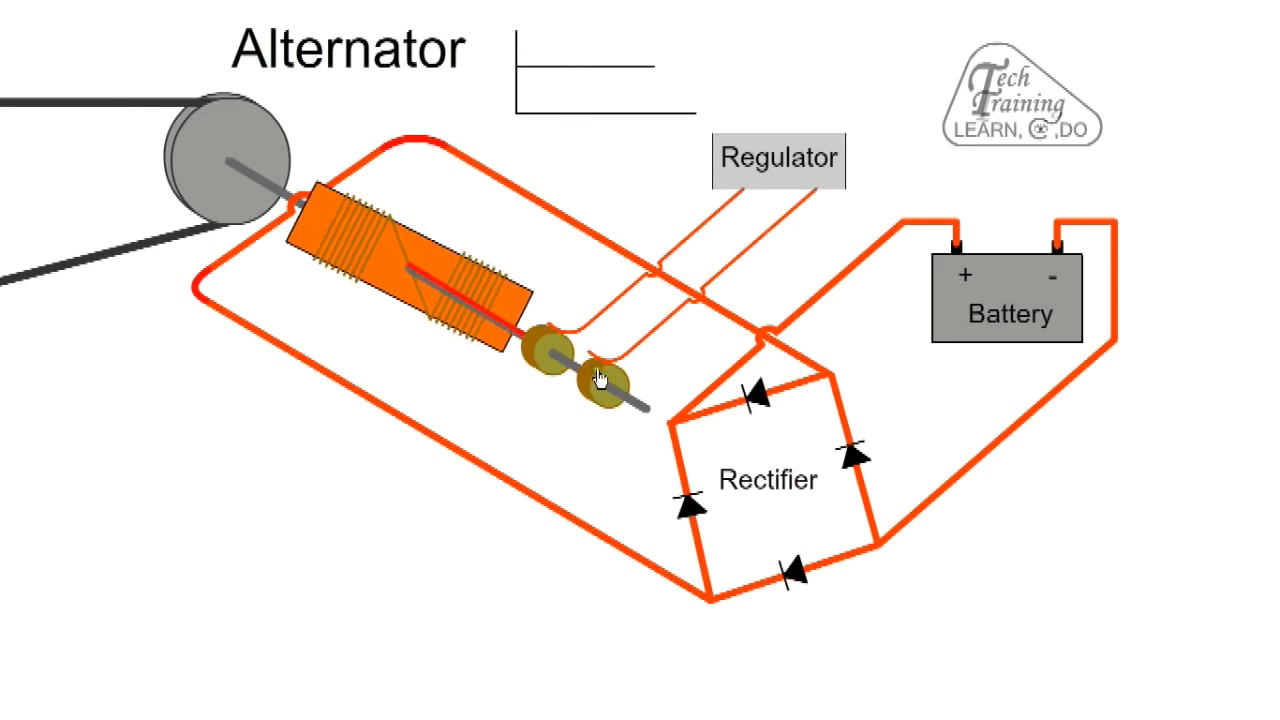 Alternator
Tech
Training
LEARN, ,DO
Regulator
+ -
Battery
Rectifier